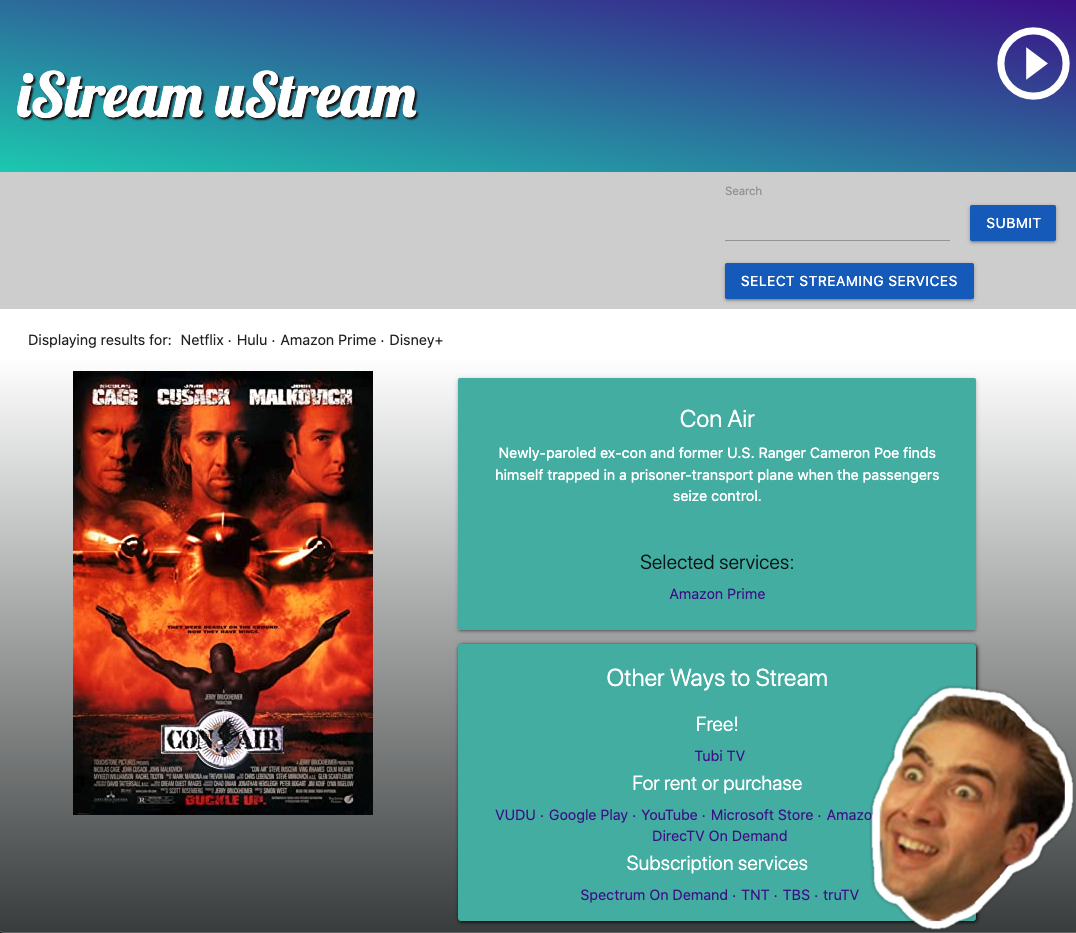 iStream uStream
Search
SUBMIT
SELECT STREAMING SERVICES
Displaying results for: Netflix · Hulu · Amazon Prime · Disney+
NICOLAS JOHN JOHN
CAGE CUSACK MALKOVICH
THEY WERE DEADLY ON THE GROUND.
NOW THEY HAVE WINGS.
A
JERRY BRUCKHEIMER
PRODUCTION
CON AIR
BUCKLE UP.
Con Air
Newly-paroled ex-con and former U.S. Ranger Cameron Poe finds
himself trapped in a prisoner-transport plane when the passengers
seize control.
Selected services:
Amazon Prime
Other Ways to Stream
Free!
Tubi TV
For rent or purchase
VUDU · Google Play · YouTube · Microsoft Store ·
DirecTV On Demand
Subscription services
Spectrum On Demand · TNT · TBS · truTV